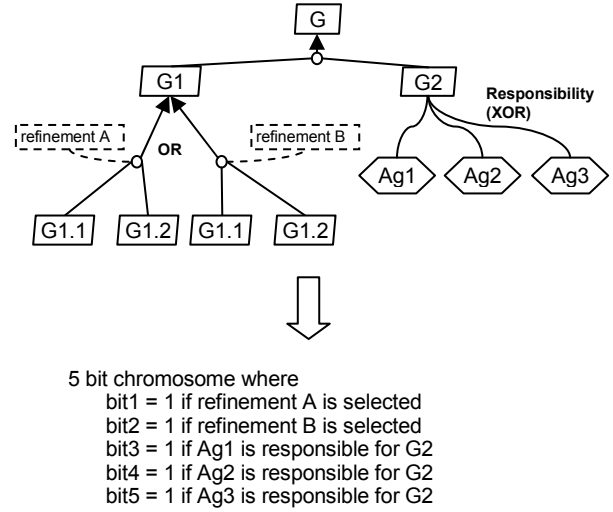 G
G1
G2
Responsibility
(XOR)
refinement A
OR
refinement B
Ag1
Ag2
Ag3
G1.1
G1.2
G1.1
G1.2
5 bit chromosome where
bit1 = 1 if refinement A is selected
bit2 = 1 if refinement B is selected
bit3 = 1 if Ag1 is responsible for G2
bit4 = 1 if Ag2 is responsible for G2
bit5 = 1 if Ag3 is responsible for G2